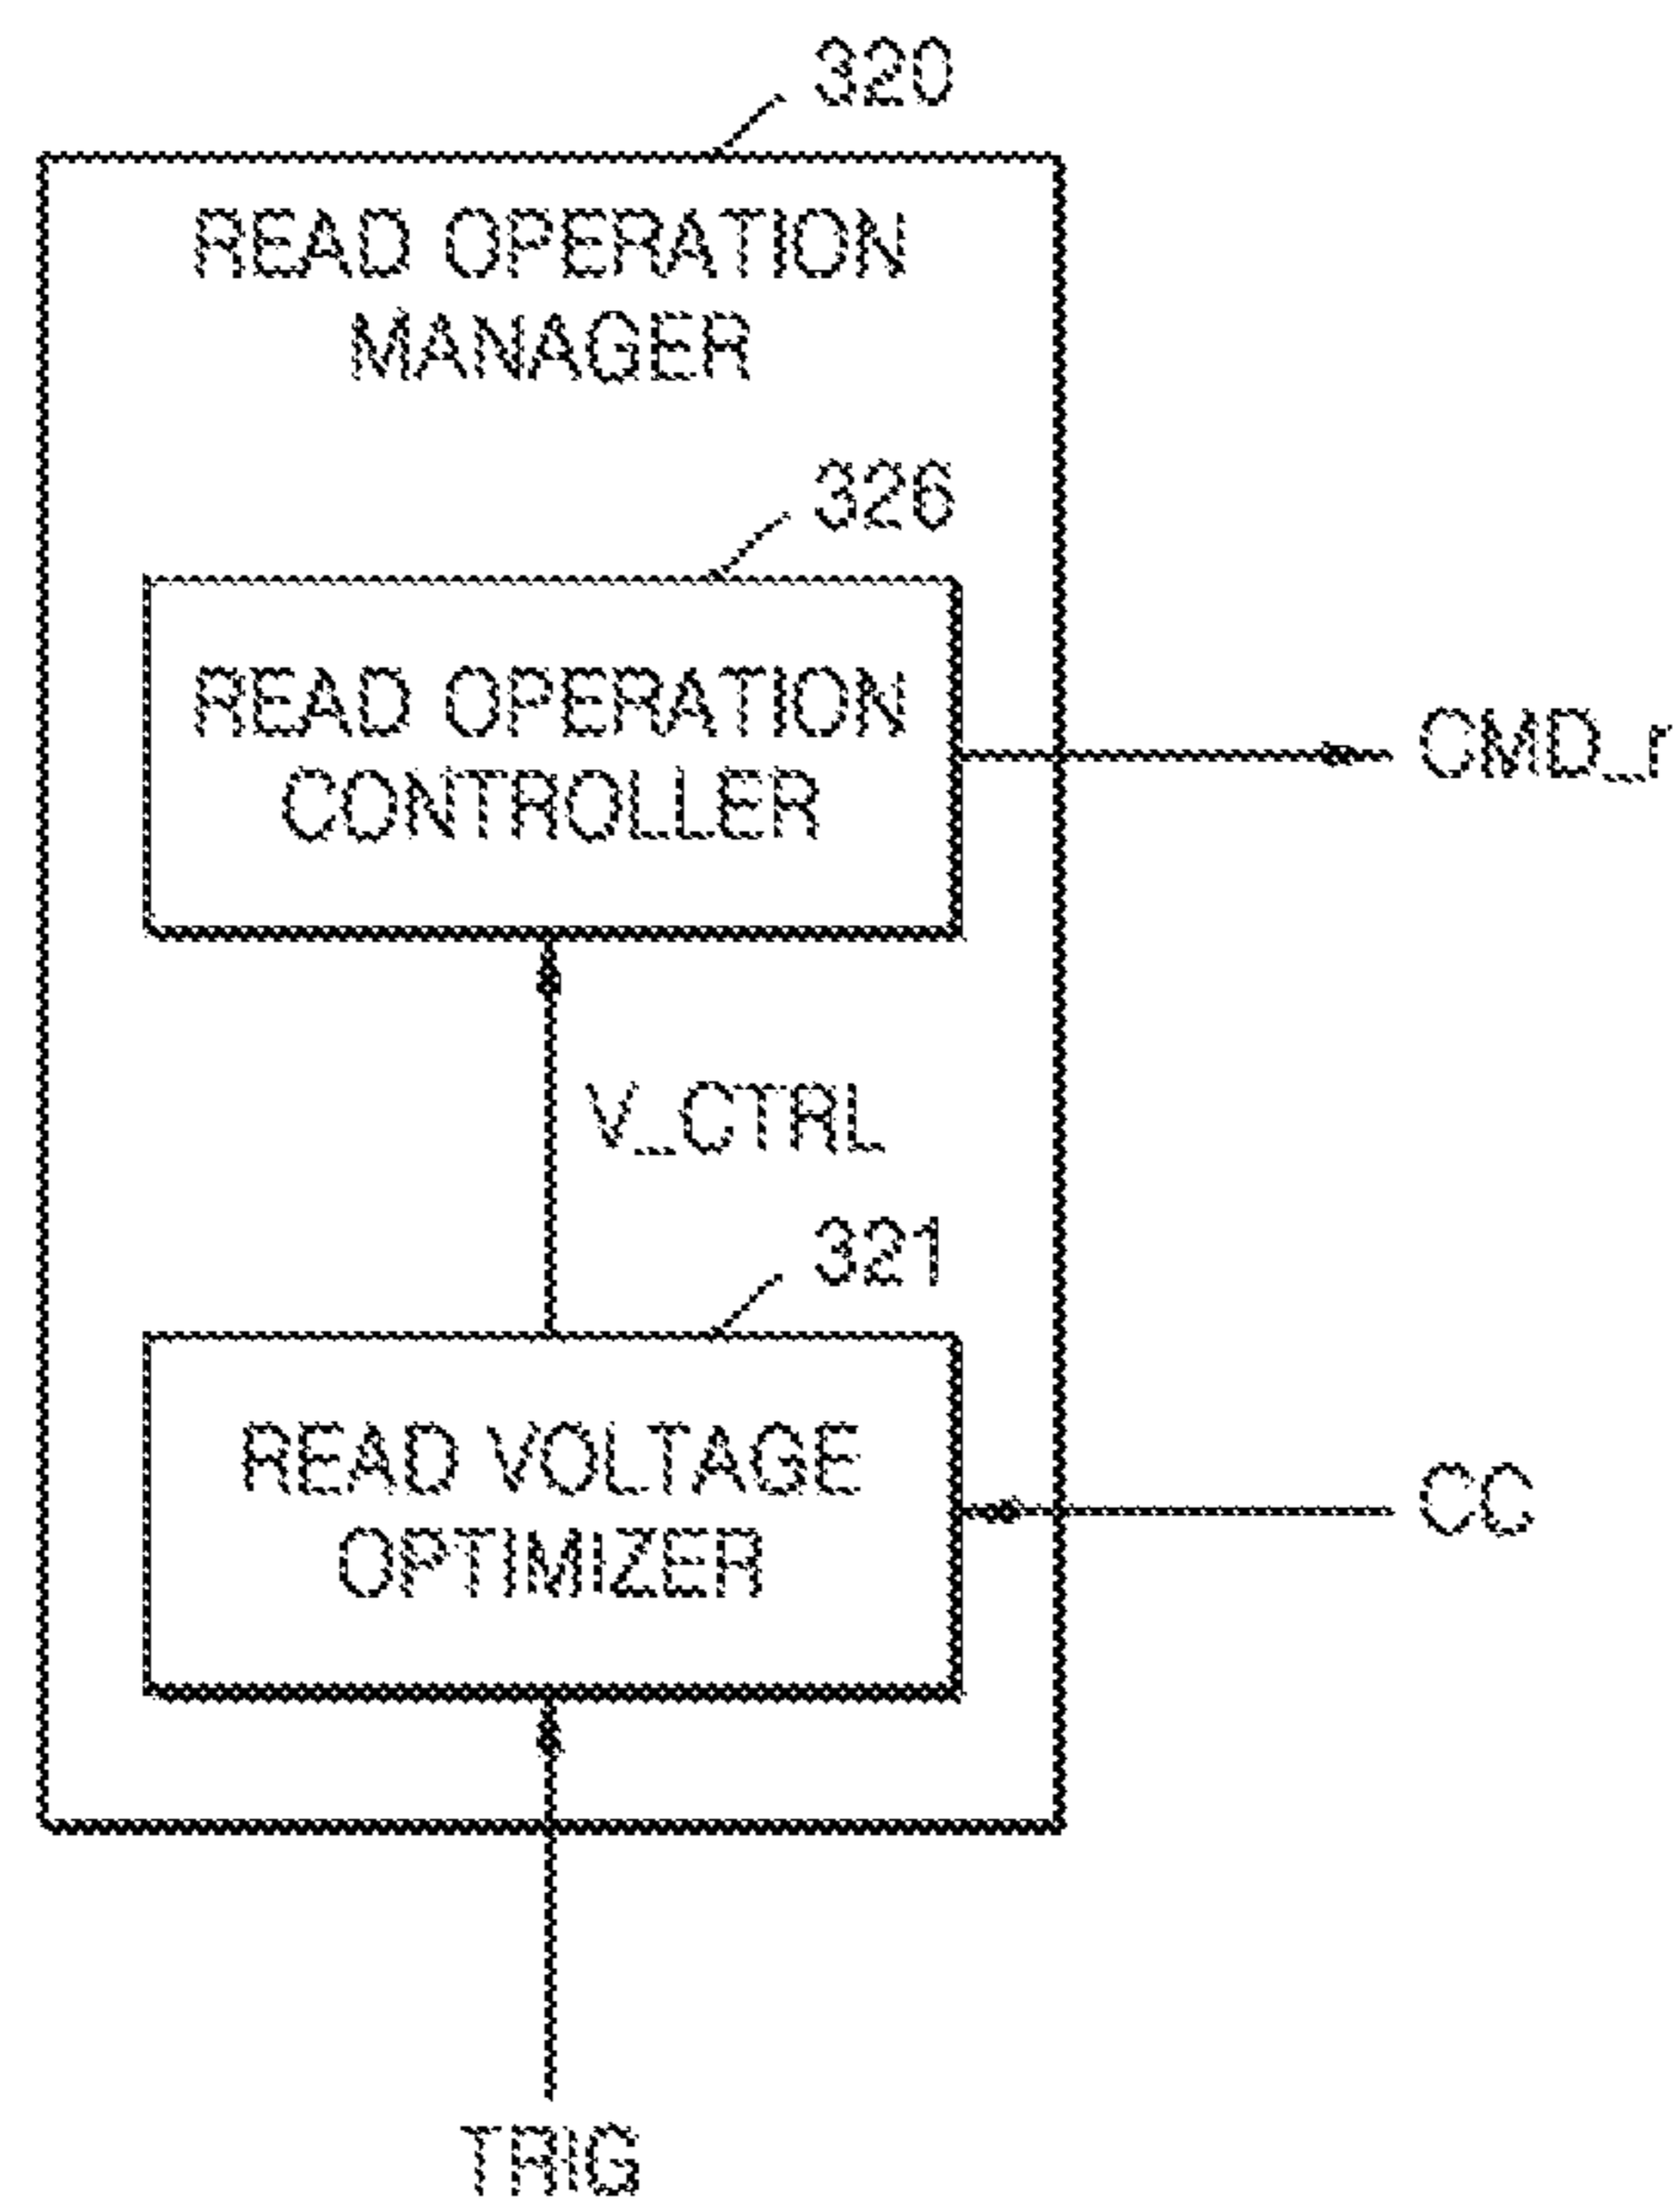 320
READ OPERATION
MANAGER
326
READ OPERATION
CONTROLLER
CMD_r
V_CTRL
321
READ VOLTAGE
OPTIMIZER
CC
TRIG